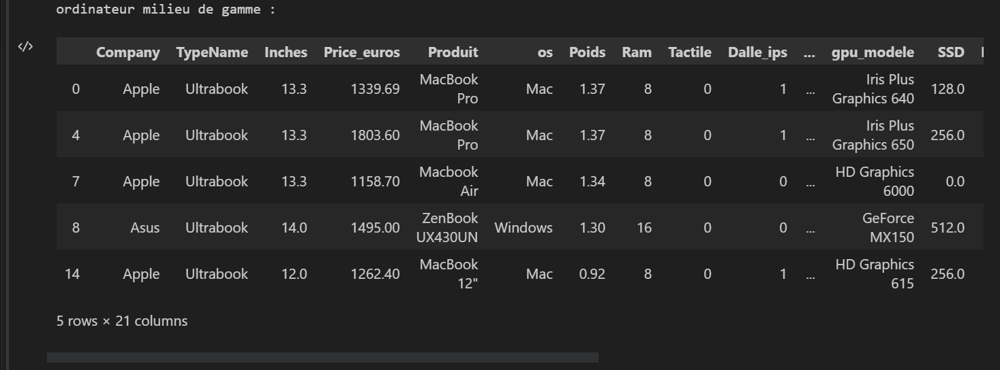 ordinateur milieu de gamme :
</>
Company TypeName Inches Price_euros Produit os Poids Ram Tactile Dalle_ips ... gpu_modele SSD
0 Apple Ultrabook 13.3 1339.69 MacBook Pro Mac 1.37 8 0 1 ... Iris Plus Graphics 640 128.0
4 Apple Ultrabook 13.3 1803.60 MacBook Pro Mac 1.37 8 0 1 ... Iris Plus Graphics 650 256.0
7 Apple Ultrabook 13.3 1158.70 Macbook Air Mac 1.34 8 0 0 ... HD Graphics 6000 0.0
8 Asus Ultrabook 14.0 1495.00 ZenBook UX430UN Windows 1.30 16 0 0 ... GeForce MX150 512.0
14 Apple Ultrabook 12.0 1262.40 MacBook 12" Mac 0.92 8 0 1 ... HD Graphics 615 256.0
5 rows × 21 columns